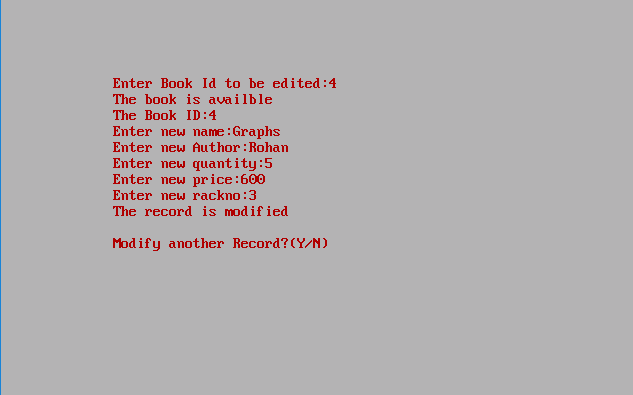 Enter Book Id to be edited:4
The book is availble
The Book ID:4
Enter new name:Graphs
Enter new Author:Rohan
Enter new quantity:5
Enter new price:600
Enter new rackno:3
The record is modified
Modify another Record?(Y/N)